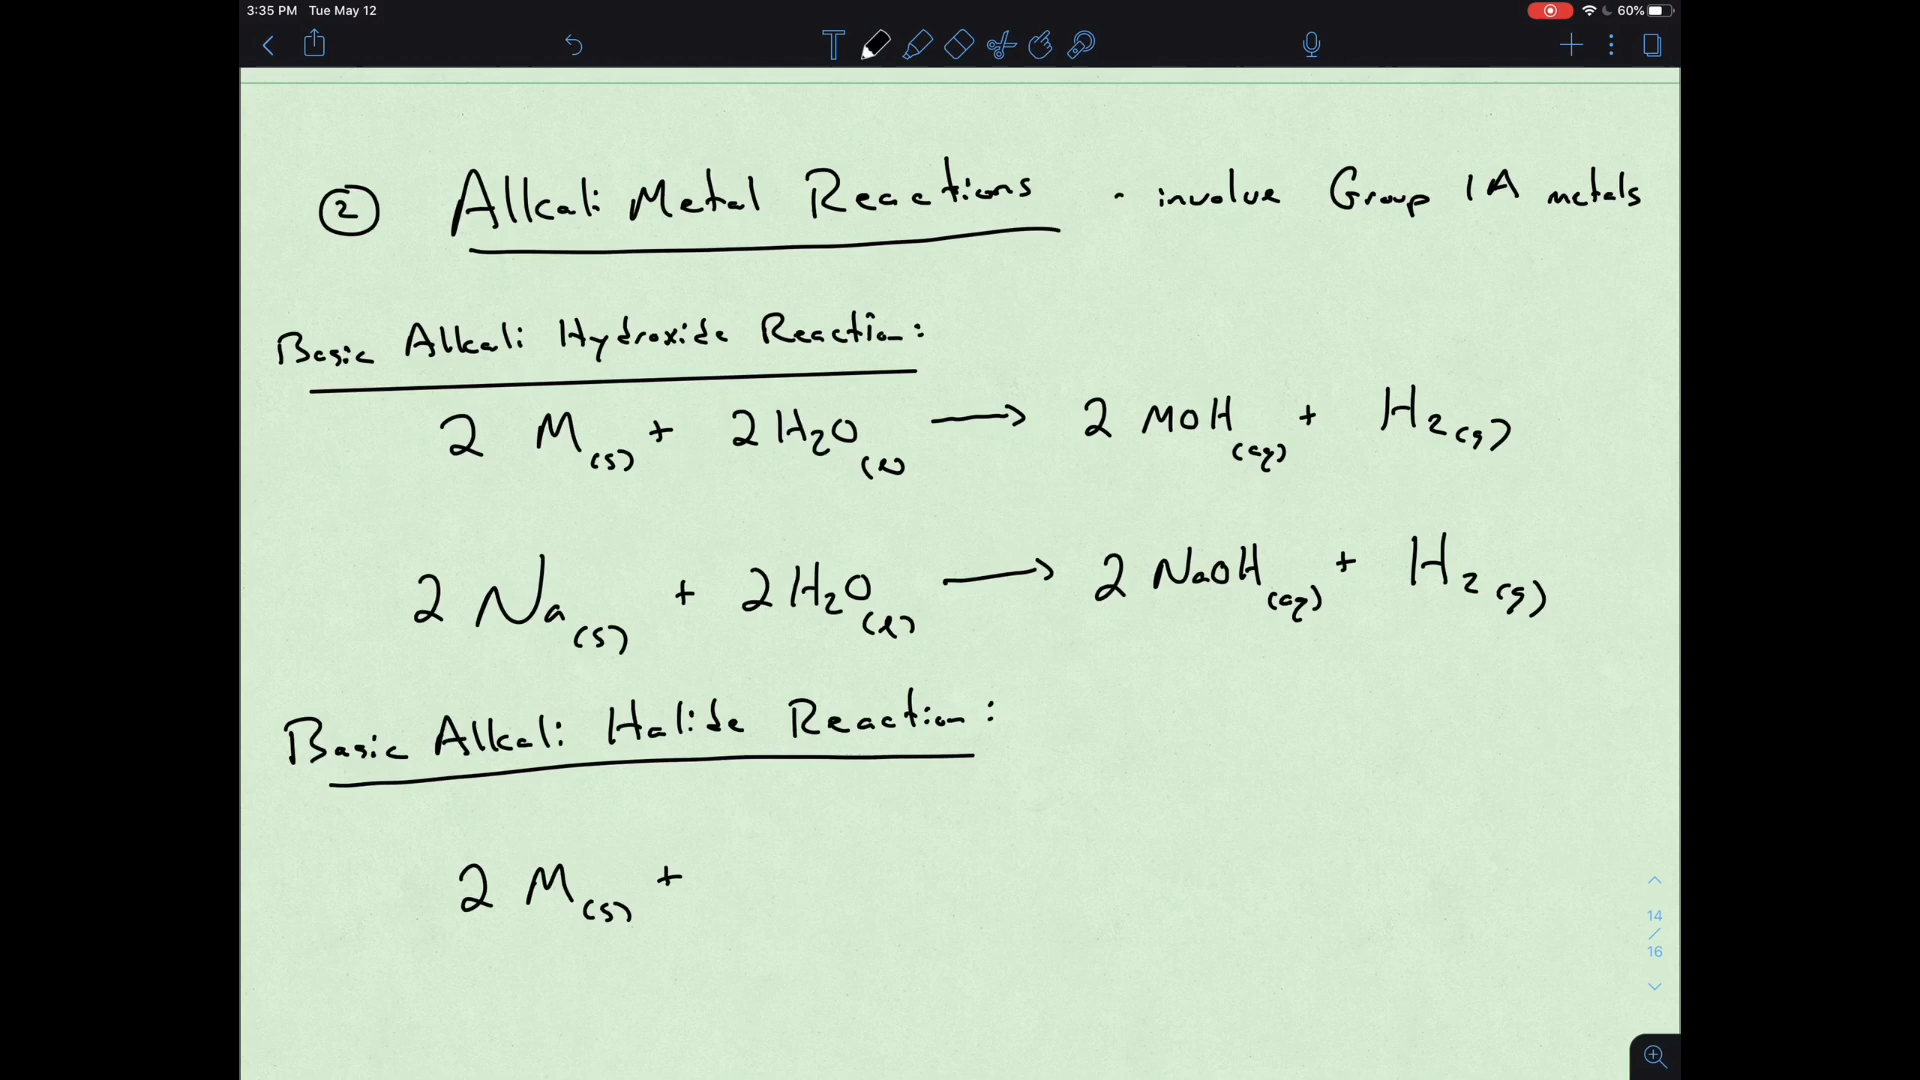 3:35 PM Tue May 12
60%
② Alkali Metal Reactions - involve Group 1A metals
Basic Alkali Hydroxide Reaction:
2 M(s) + 2 H₂O(l) → 2 MOH(aq) + H₂(g)
2 Na(s) + 2 H₂O(l) → 2 NaOH(aq) + H₂(g)
Basic Alkali Halide Reaction:
2 M(s) +
14
/
16